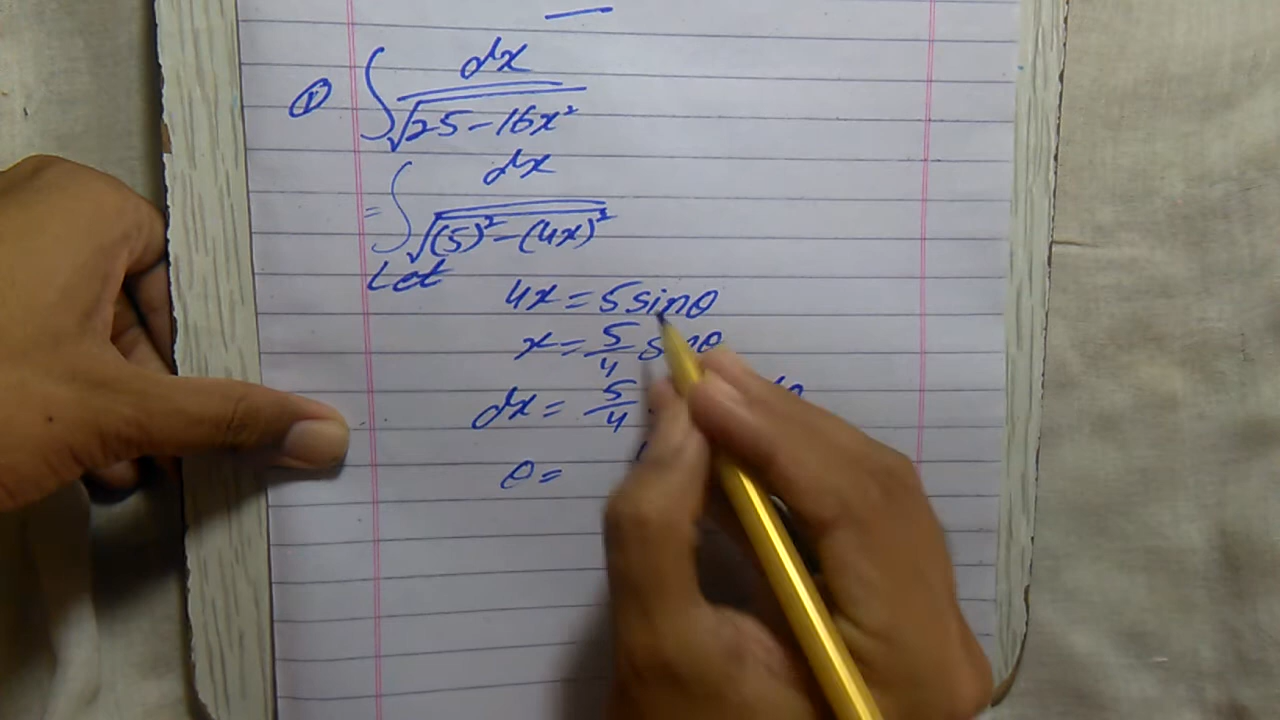 ① ∫ dx / √25-16x²
= ∫ dx / √(5)²-(4x)²
Let
4x = 5sinθ
x = 5/4 sinθ
dx = 5/4
θ =